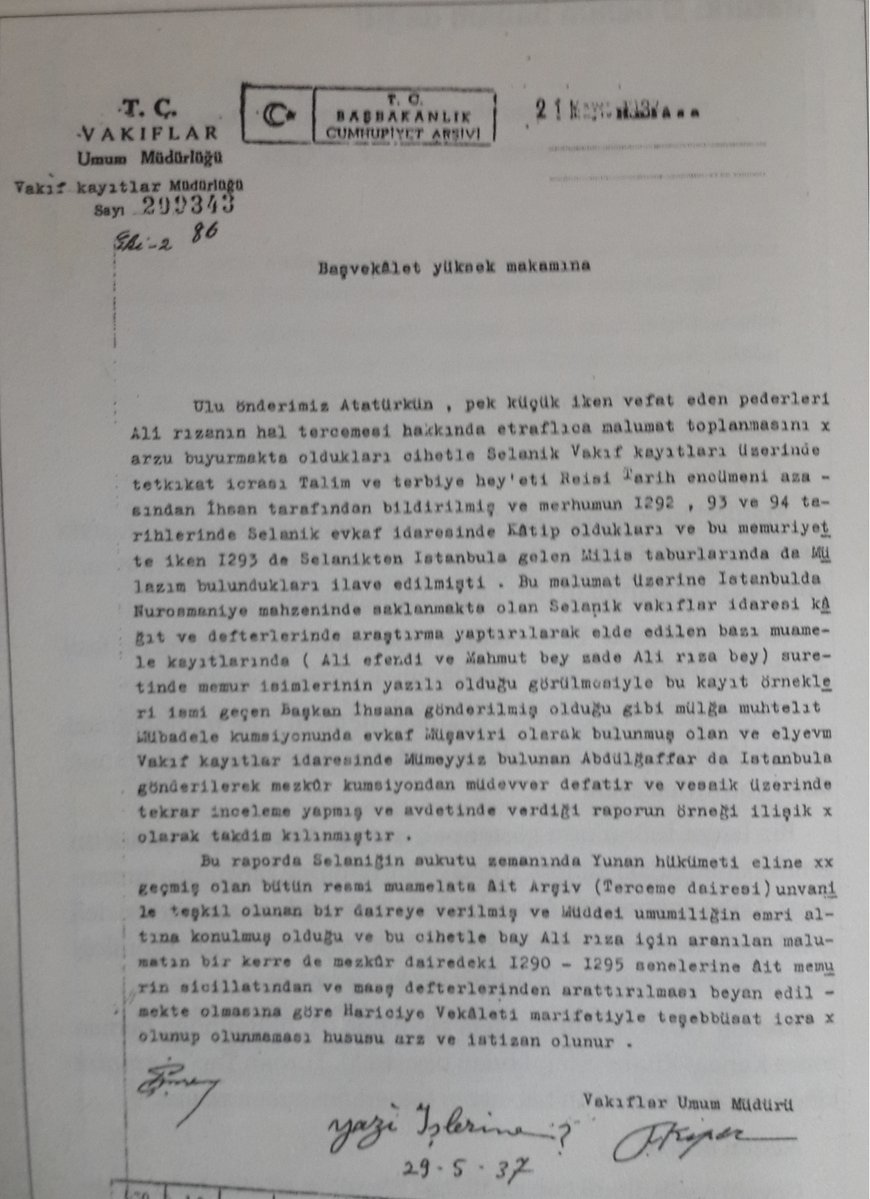 T. Ç.
VAKIFLAR
Umum Müdürlüğü
Vakıf kayıtlar Müdürlüğü
Sayı 299343
86
-2
T. C.
BAŞBAKANLIK
CUMHURİYET ARŞİVİ
21
Başvekâlet yüksek makamına
Ulu önderimiz Atatürkün , pek küçük iken vefat eden pederleri
Ali rızanın hal tercemesi hakkında etraflıca malumat toplanmasını x
arzu buyurmakta oldukları cihetle Selanik Vakıf kayıtları üzerinde
tetkikat icrası Talim ve terbiye hey'eti Reisi Tarih encümeni aza -
sından İhsan tarafından bildirilmiş ve merhumun I292 , 93 ve 94 ta-
rihlerinde Selanik evkaf idaresinde Kâtip oldukları ve bu memuriyet
te iken I293 de Selanikten Istanbula gelen Milis taburlarında da Mü
lazım bulundukları ilave edilmişti . Bu malumat üzerine Istanbulda
Nurosmaniye mahzeninde saklanmakta olan Selanik vakıflar idaresi kâ
ğıt ve defterlerinde araştırma yaptırılarak elde edilen bazı muame-
le kayıtlarında ( Ali efendi ve Mahmut bey zade Ali rıza bey) sure-
tinde memur isimlerinin yazılı olduğu görülmesiyle bu kayıt örnekle
ri ismi geçen Başkan İhsana gönderilmiş olduğu gibi mülğa muhtelit
Mübadele kumsiyonunda evkaf Müşaviri olarak bulunmuş olan ve elyevm
Vakıf kayıtlar idaresinde Mümeyyiz bulunan Abdülğaffar da Istanbula
gönderilerek mezkûr kumsiyondan müdevver defatir ve vesaik üzerinde
tekrar inceleme yapmış ve avdetinde verdiği raporun örneği ilişik x
olarak takdim kılınmıştır .
Bu raporda Selaniğin sukutu zemanında Yunan hükümeti eline xx
geçmiş olan bütün resmi muamelata âit Arşiv (Terceme dairesi)unvani
le teşkil olunan bir daireye verilmiş ve Müddei umumiliğin emri al-
tına konulmuş olduğu ve bu cihetle bay Ali rıza için aranılan malu-
matın bir kerre de mezkûr dairedeki I290 - I295 senelerine âit memu
rin sicillatından ve maaş defterlerinden arattırılması beyan edil -
mekte olmasına göre Hariciye Vekâleti marifetiyle teşebbüsat icra x
olunup olunmaması hususu arz ve istizan olunur .
Vakıflar Umum Müdürü
yazi İşlerine
29-5-37